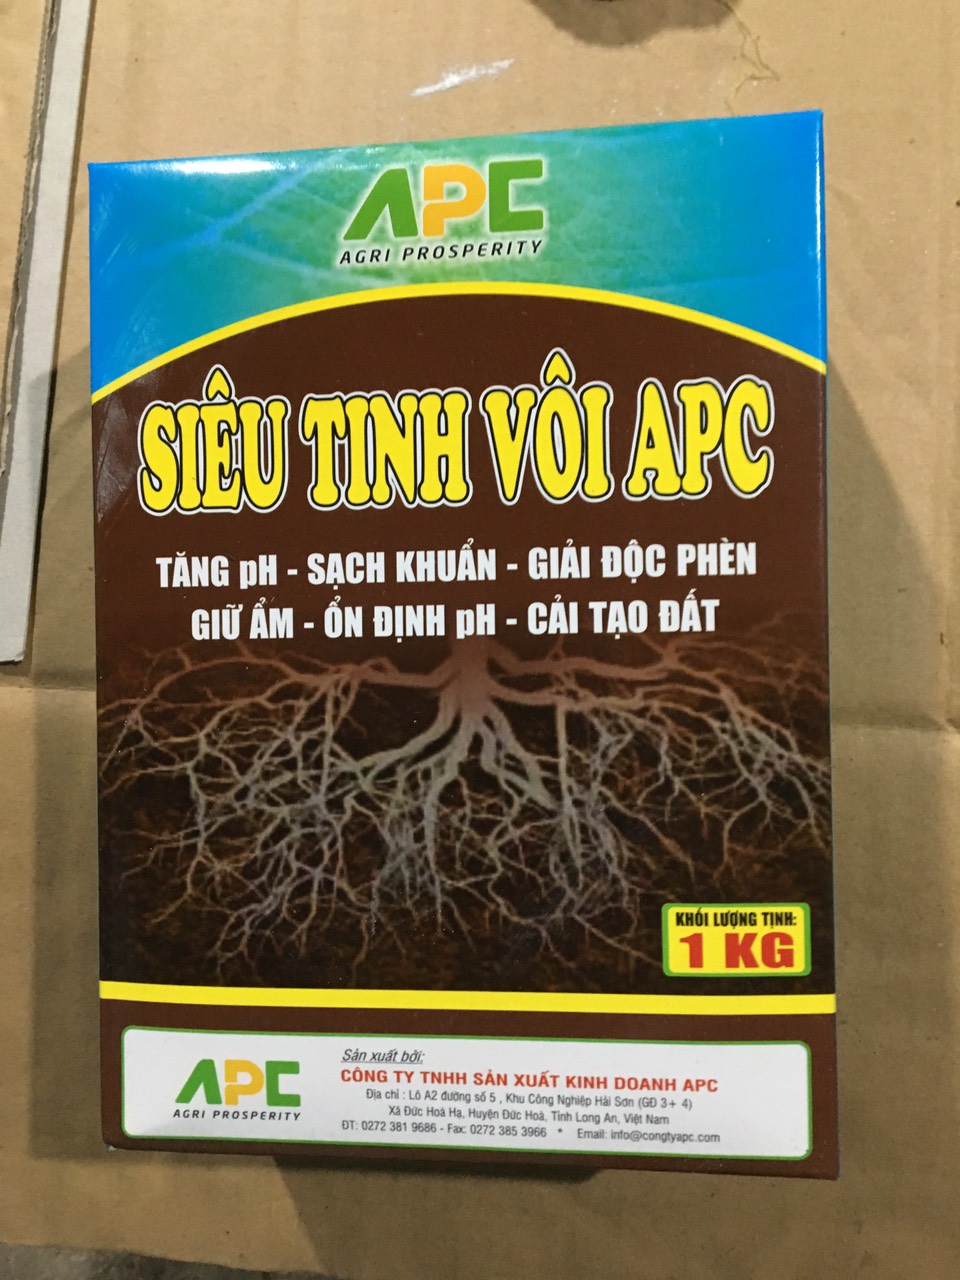 APC
AGRI PROSPERITY
SIÊU TINH VÔI APC
TĂNG pH - SẠCH KHUẨN - GIẢI ĐỘC PHÈN
GIỮ ẨM - ỔN ĐỊNH pH - CẢI TẠO ĐẤT
KHỐI LƯỢNG TỊNH:
1 KG
APC
AGRI PROSPERITY
Sản xuất bởi:
CÔNG TY TNHH SẢN XUẤT KINH DOANH APC
Địa chỉ : Lô A2 đường số 5 , Khu Công Nghiệp Hải Sơn (GĐ 3+ 4)
Xã Đức Hoà Hạ, Huyện Đức Hoà, Tỉnh Long An, Việt Nam
ĐT: 0272 381 9686 - Fax: 0272 385 3966 * Email: info@congtyapc.com